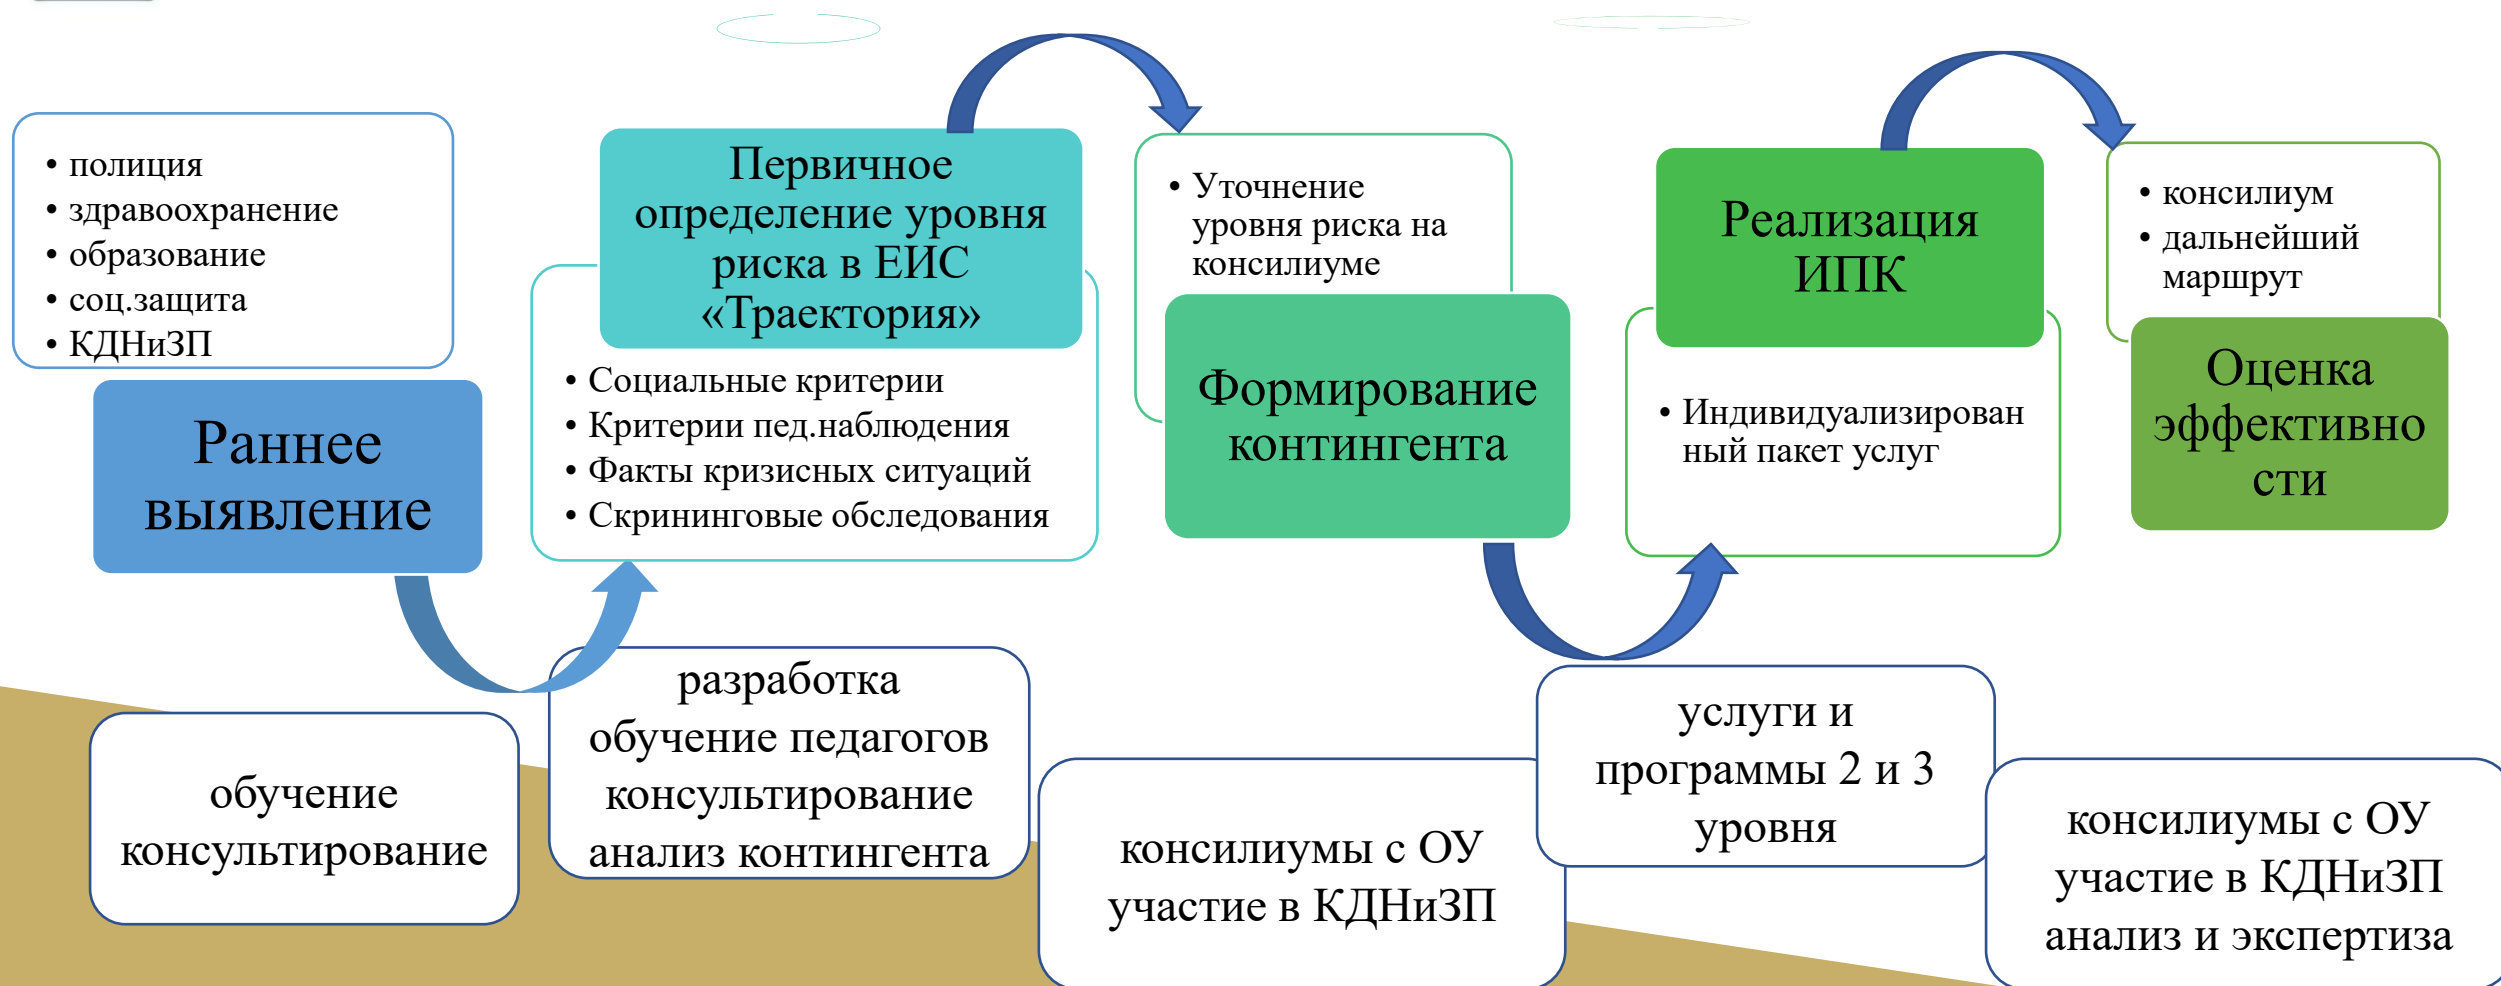 • полиция
• здравоохранение
• образование
• соц.защита
• КДНиЗП
Раннее
выявление
Первичное
определение уровня
риска в ЕИС
«Траектория»
• Социальные критерии
• Критерии пед.наблюдения
• Факты кризисных ситуаций
• Скрининговые обследования
• Уточнение
уровня риска на
консилиуме
Формирование
контингента
Реализация
ИПК
• Индивидуализирован
ный пакет услуг
• консилиум
• дальнейший
маршрут
Оценка
эффективно
сти
обучение
консультирование
разработка
обучение педагогов
консультирование
анализ контингента
консилиумы с ОУ
участие в КДНиЗП
услуги и
программы 2 и 3
уровня
консилиумы с ОУ
участие в КДНиЗП
анализ и экспертиза